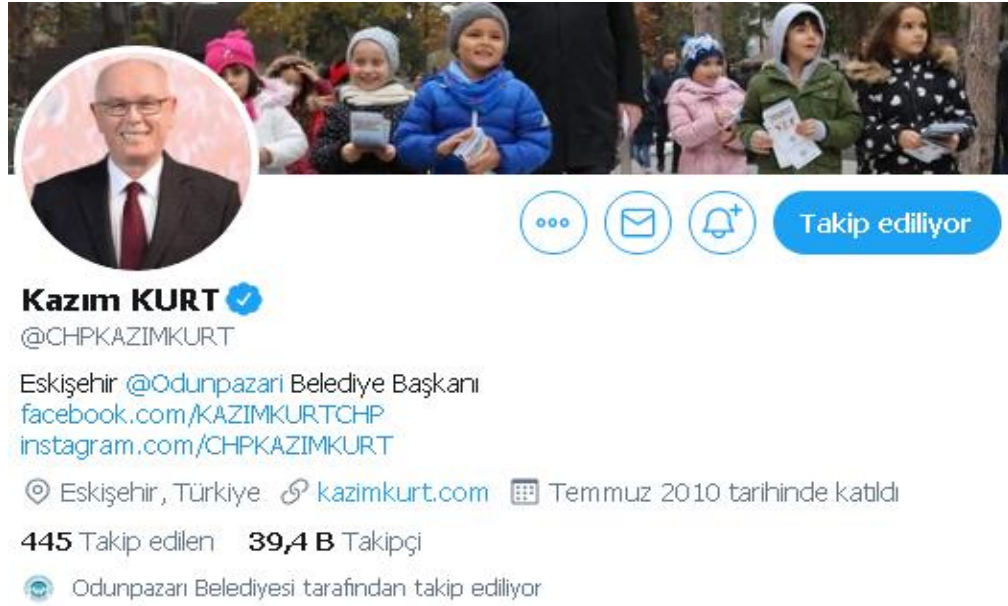 Takip ediliyor
Kazım KURT
@CHPKAZIMKURT
Eskişehir @Odunpazari Belediye Başkanı
facebook.com/KAZIMKURTCHP
instagram.com/CHPKAZIMKURT
Eskişehir, Türkiye kazimkurt.com Temmuz 2010 tarihinde katıldı
445 Takip edilen 39,4 B Takipçi
Odunpazarı Belediyesi tarafından takip ediliyor